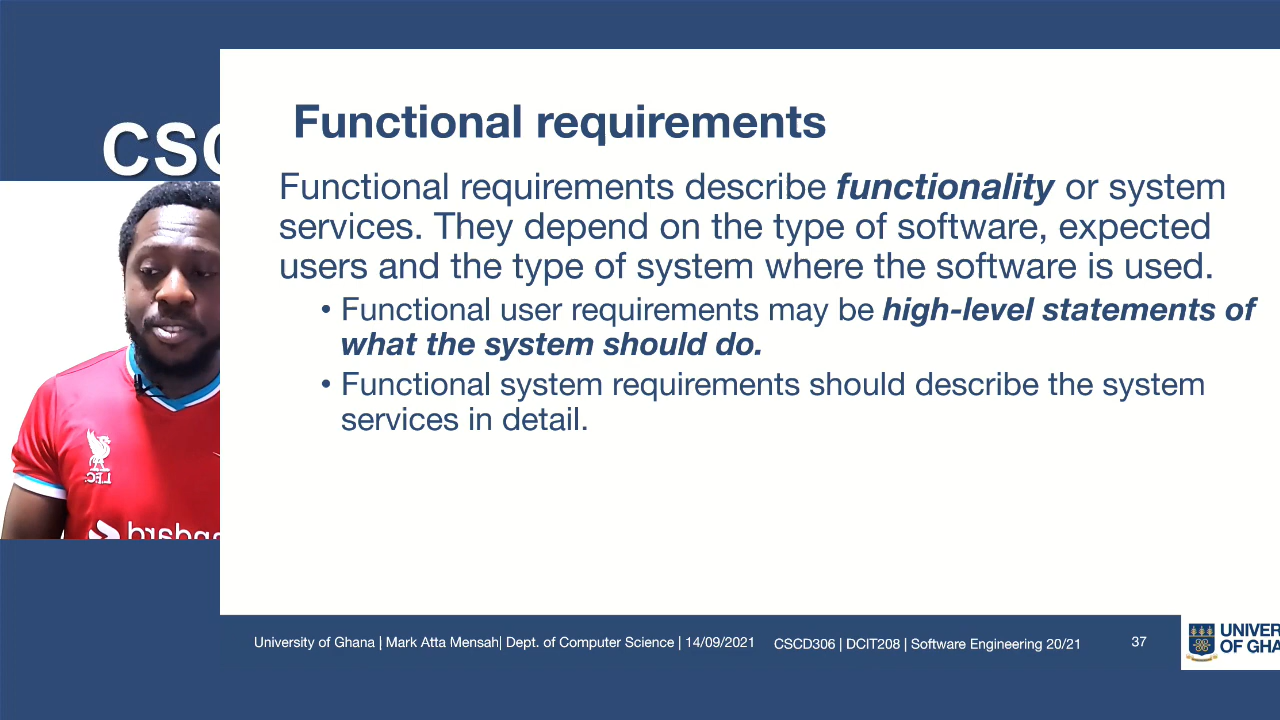 CSC
Functional requirements
Functional requirements describe functionality or system
services. They depend on the type of software, expected
users and the type of system where the software is used.
• Functional user requirements may be high-level statements of
what the system should do.
• Functional system requirements should describe the system
services in detail.
L.F.C.
ndard
University of Ghana | Mark Atta Mensah| Dept. of Computer Science | 14/09/2021 CSCD306 | DCIT208 | Software Engineering 20/21 37
UNIVER
OF GHA